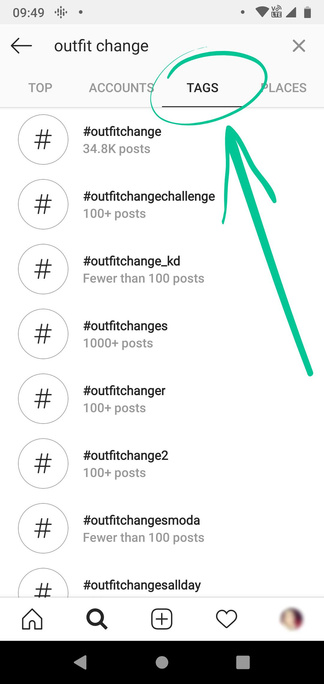 09:49
outfit change
TOP ACCOUNTS TAGS PLACES
#outfitchange
34.8K posts
#outfitchangechallenge
100+ posts
#outfitchange_kd
Fewer than 100 posts
#outfitchanges
1000+ posts
#outfitchanger
100+ posts
#outfitchange2
100+ posts
#outfitchangesmoda
Fewer than 100 posts
#outfitchangesallday